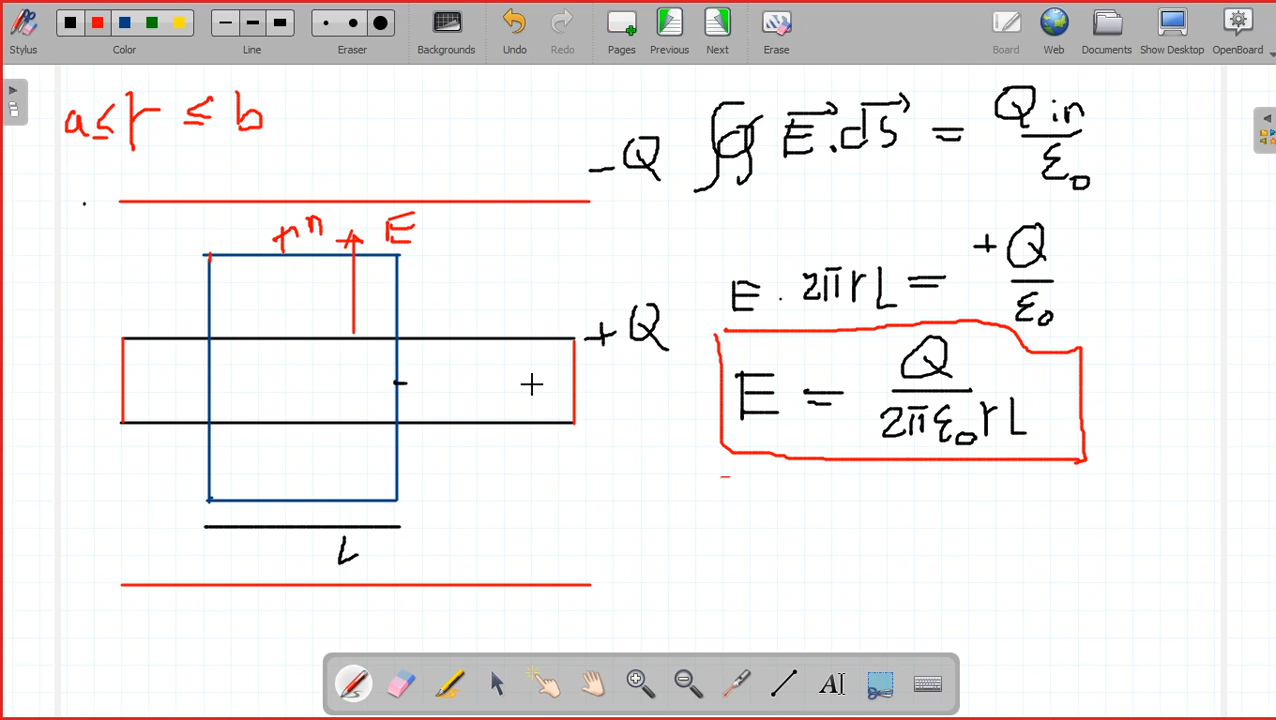 Stylus Color Line Eraser Backgrounds Undo Redo Pages Previous Next Erase Board Web Documents Show Desktop OpenBoard
a ≤ r ≤ b
-Q
∯ E⃗ . dS⃗ = Q in / ε₀
r^n E
E . 2πrL = +Q / ε₀
+Q
E = Q / 2πε₀rL
L